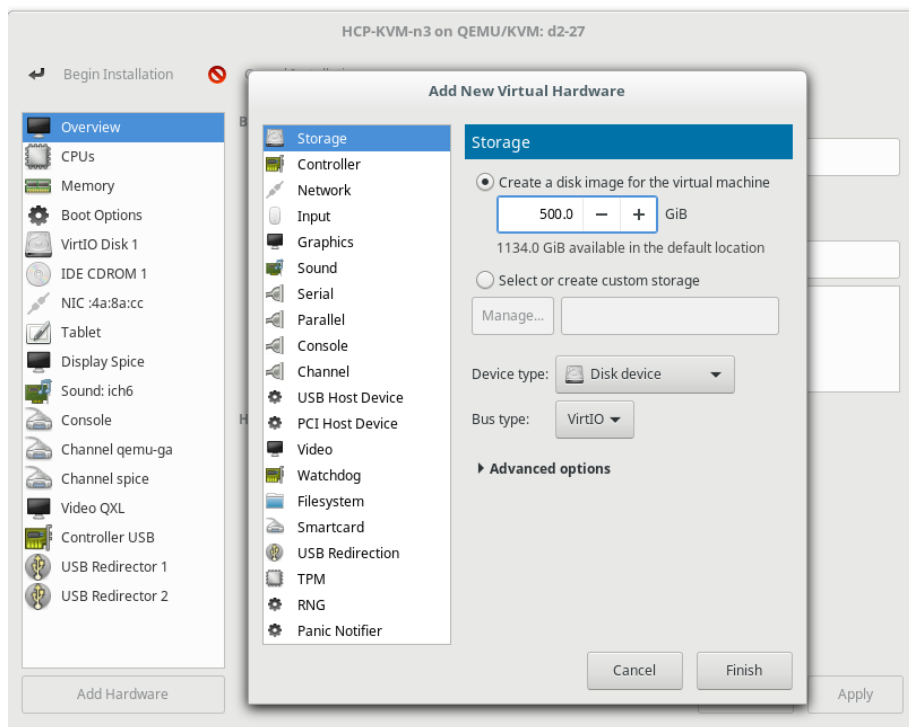 HCP-KVM-n3 on QEMU/KVM: d2-27
Begin Installation
Overview
CPUs
Memory
Boot Options
VirtIO Disk 1
IDE CDROM 1
NIC :4a:8a:cc
Tablet
Display Spice
Sound: ich6
Console
Channel qemu-ga
Channel spice
Video QXL
Controller USB
USB Redirector 1
USB Redirector 2
Add Hardware
Add New Virtual Hardware
Storage
Controller
Network
Input
Graphics
Sound
Serial
Parallel
Console
Channel
USB Host Device
PCI Host Device
Video
Watchdog
Filesystem
Smartcard
USB Redirection
TPM
RNG
Panic Notifier
Storage
Create a disk image for the virtual machine
500.0 − + GiB
1134.0 GiB available in the default location
Select or create custom storage
Manage...
Device type: Disk device
Bus type: VirtIO
Advanced options
Cancel Finish
Apply